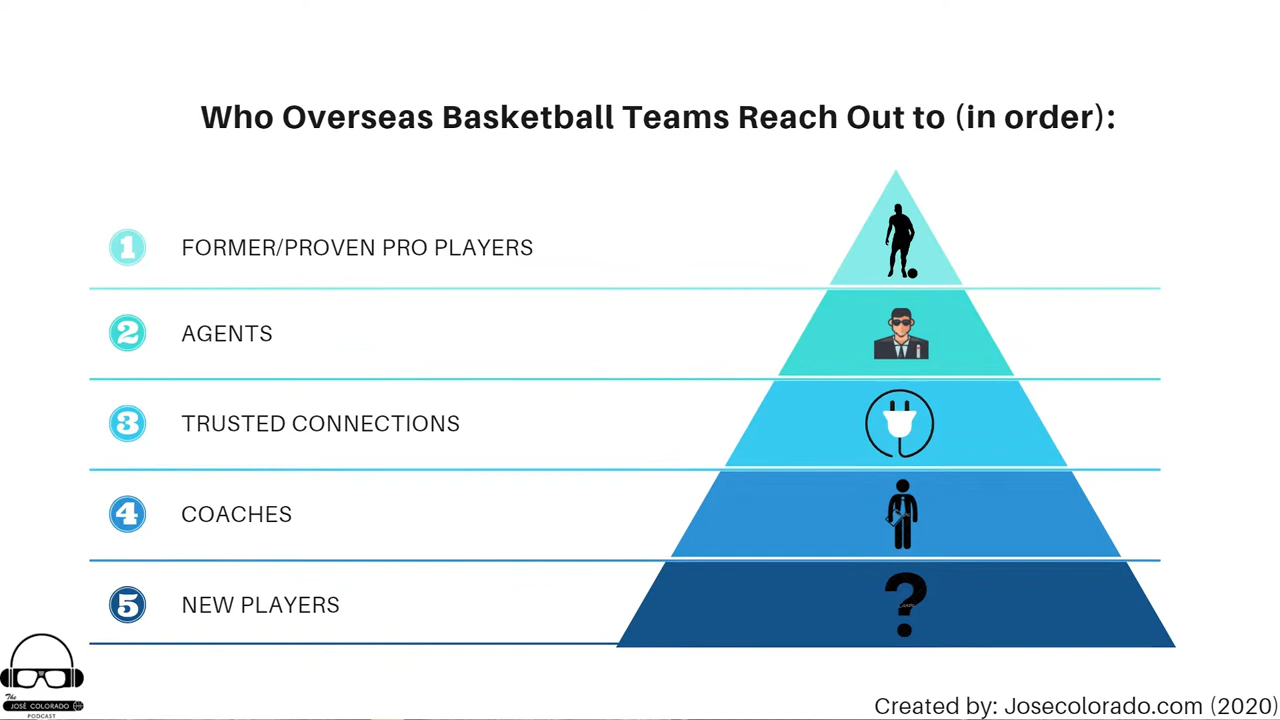 Who Overseas Basketball Teams Reach Out to (in order):
1 FORMER/PROVEN PRO PLAYERS
2 AGENTS
3 TRUSTED CONNECTIONS
4 COACHES
5 NEW PLAYERS
The
JOSÉ COLORADO
PODCAST
Created by: Josecolorado.com (2020)